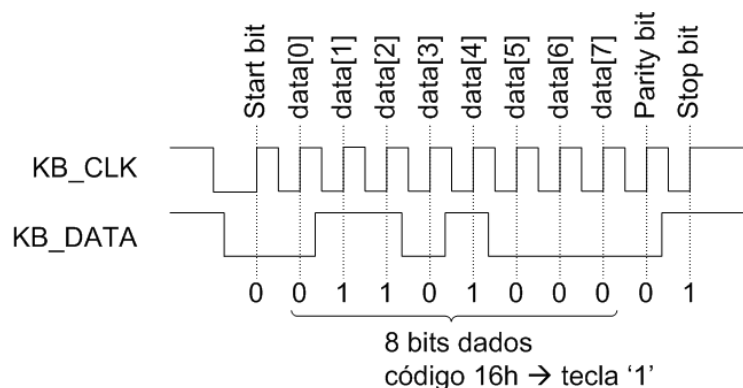 Start bit
data[0]
data[1]
data[2]
data[3]
data[4]
data[5]
data[6]
data[7]
Parity bit
Stop bit
KB_CLK
KB_DATA
0 0 1 1 0 1 0 0 0 0 1
8 bits dados
código 16h → tecla ‘1’